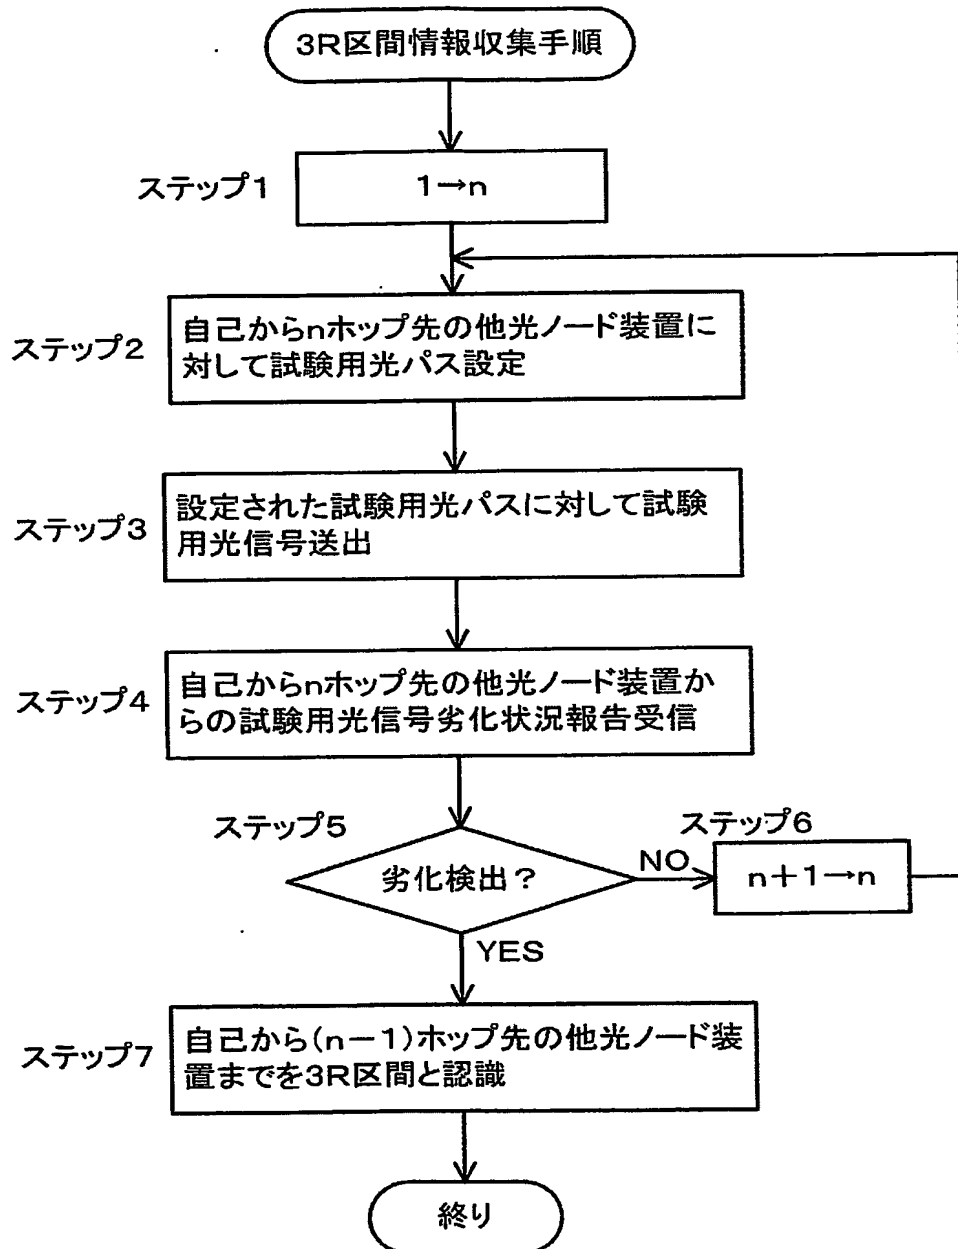 3R区間情報収集手順
ステップ1
1→n
ステップ2
自己からnホップ先の他光ノード装置に
対して試験用光パス設定
ステップ3
設定された試験用光パスに対して試験
用光信号送出
ステップ4
自己からnホップ先の他光ノード装置か
らの試験用光信号劣化状況報告受信
ステップ5
劣化検出?
NO
ステップ6
n+1→n
YES
ステップ7
自己から(n-1)ホップ先の他光ノード装
置までを3R区間と認識
終り